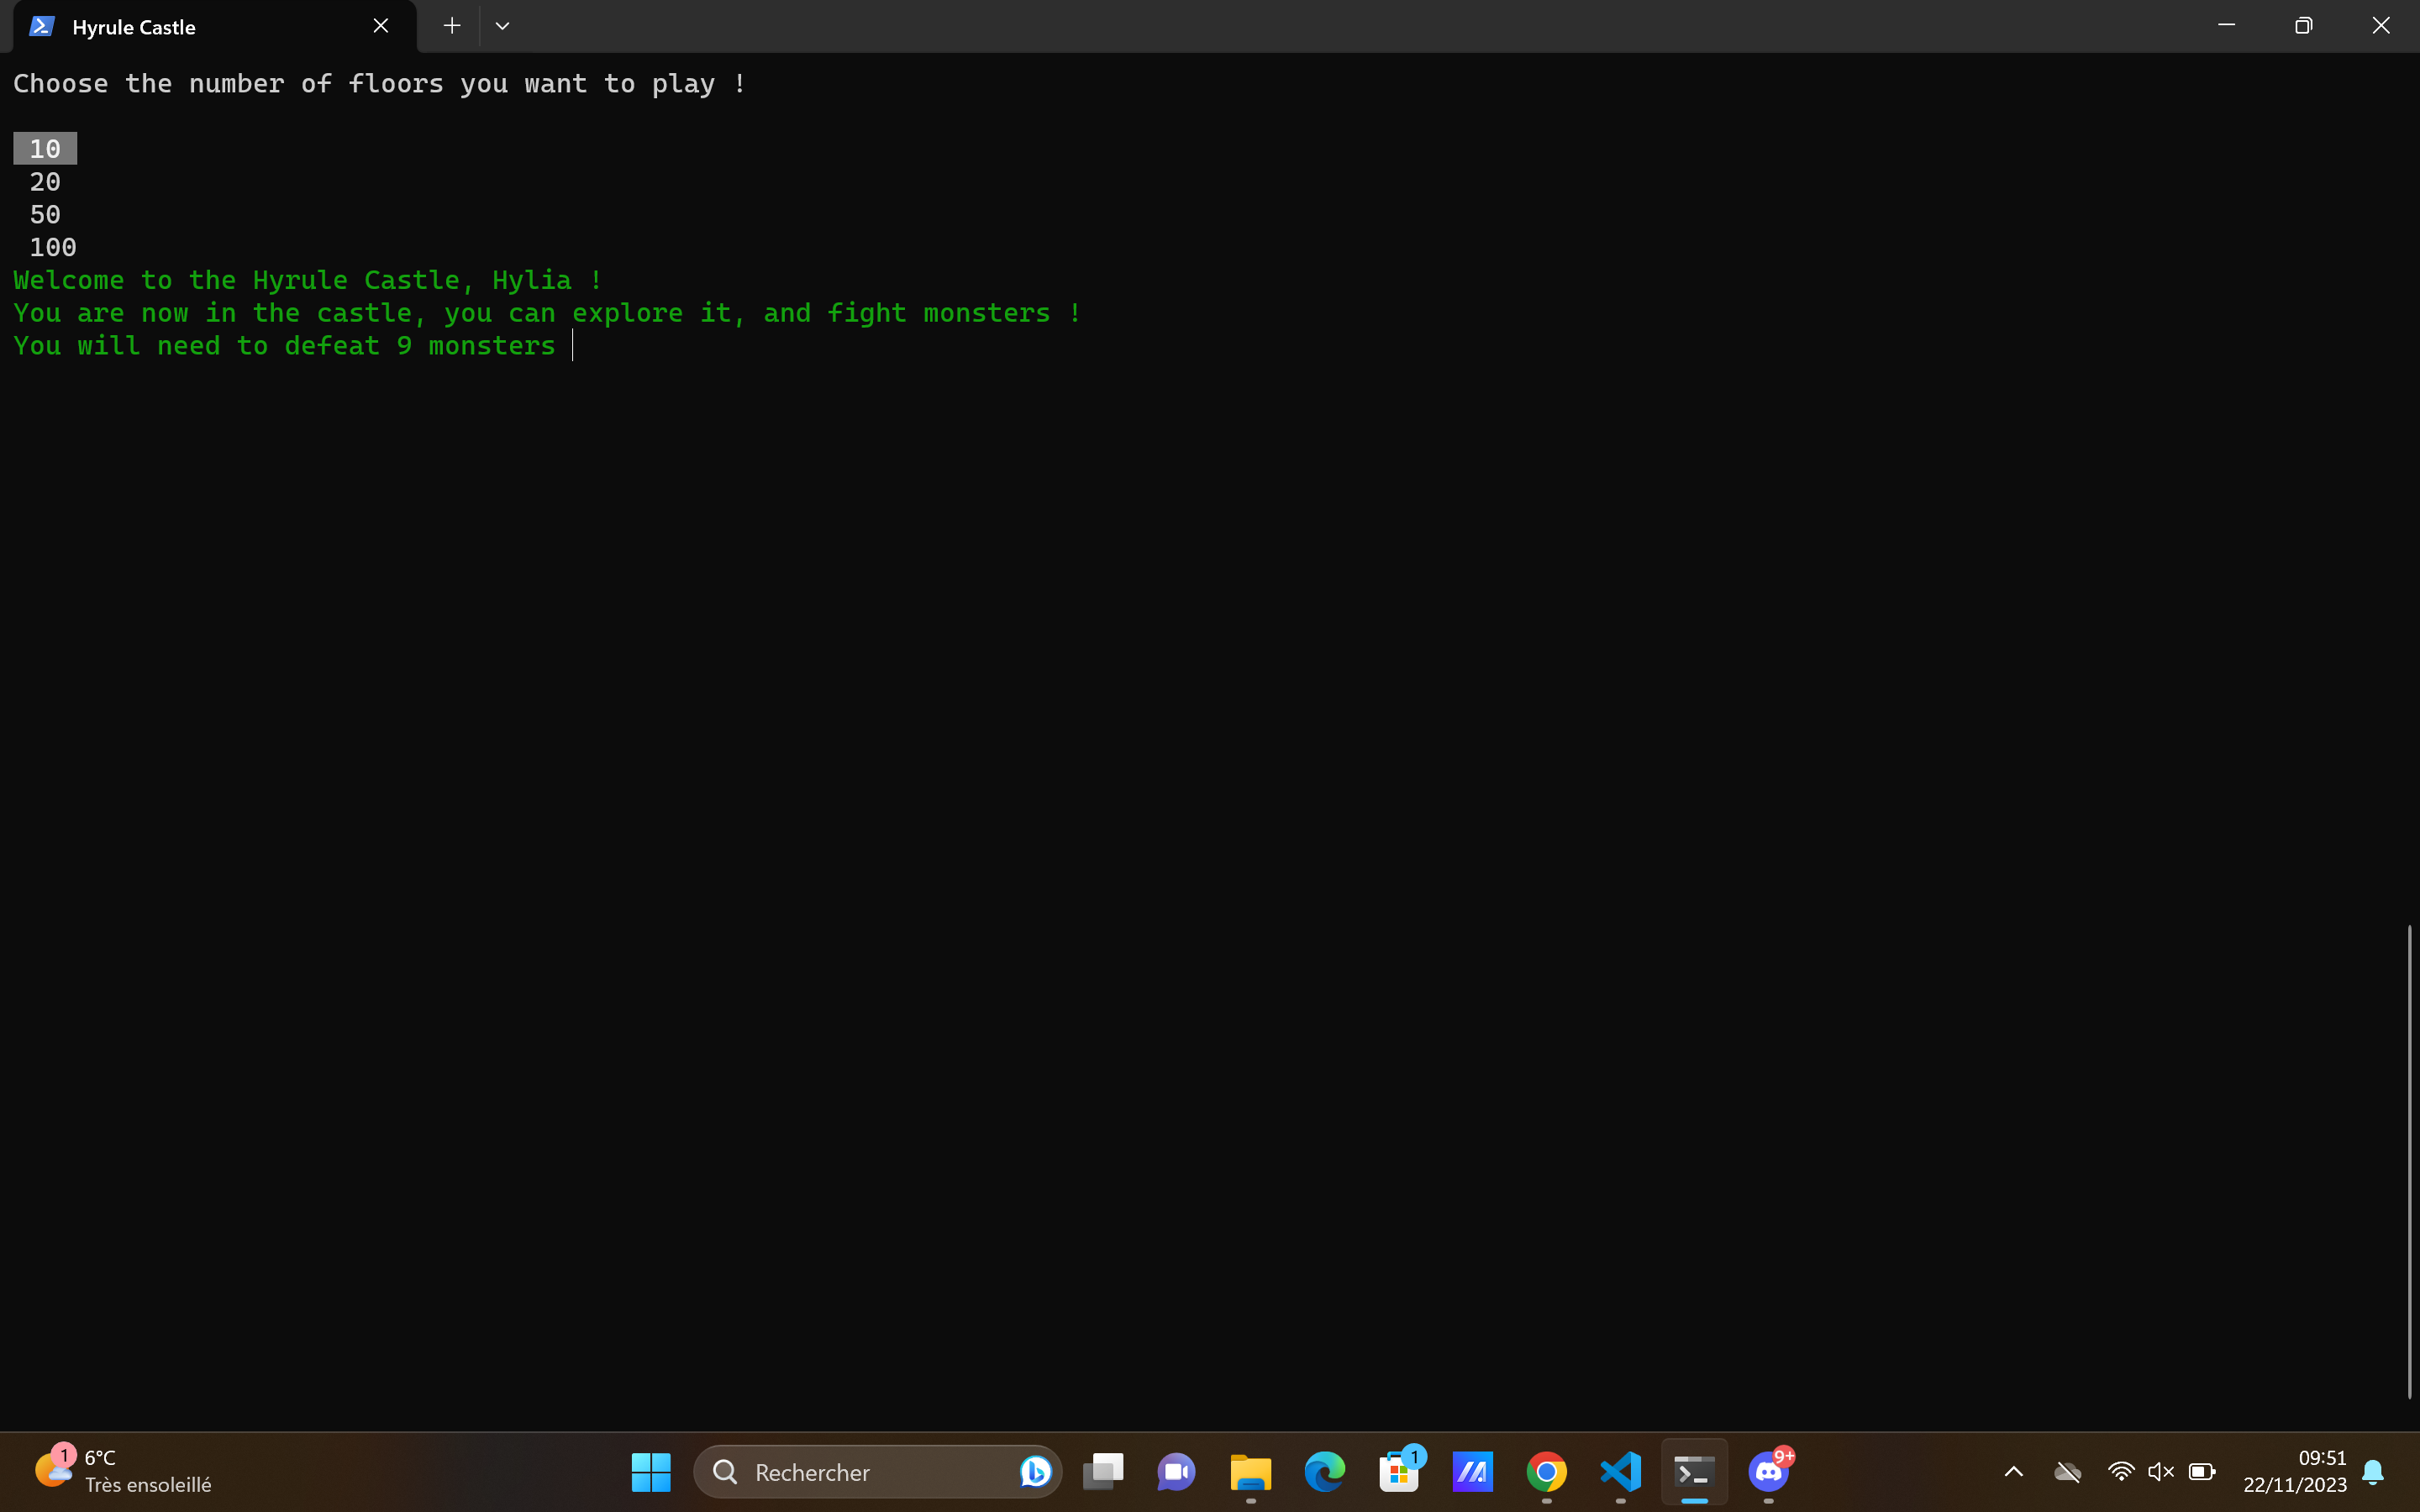 Hyrule Castle
Choose the number of floors you want to play !
10
20
50
100
Welcome to the Hyrule Castle, Hylia !
You are now in the castle, you can explore it, and fight monsters !
You will need to defeat 9 monsters
1
6°C
Très ensoleillé
Rechercher
1
9+
09:51
22/11/2023